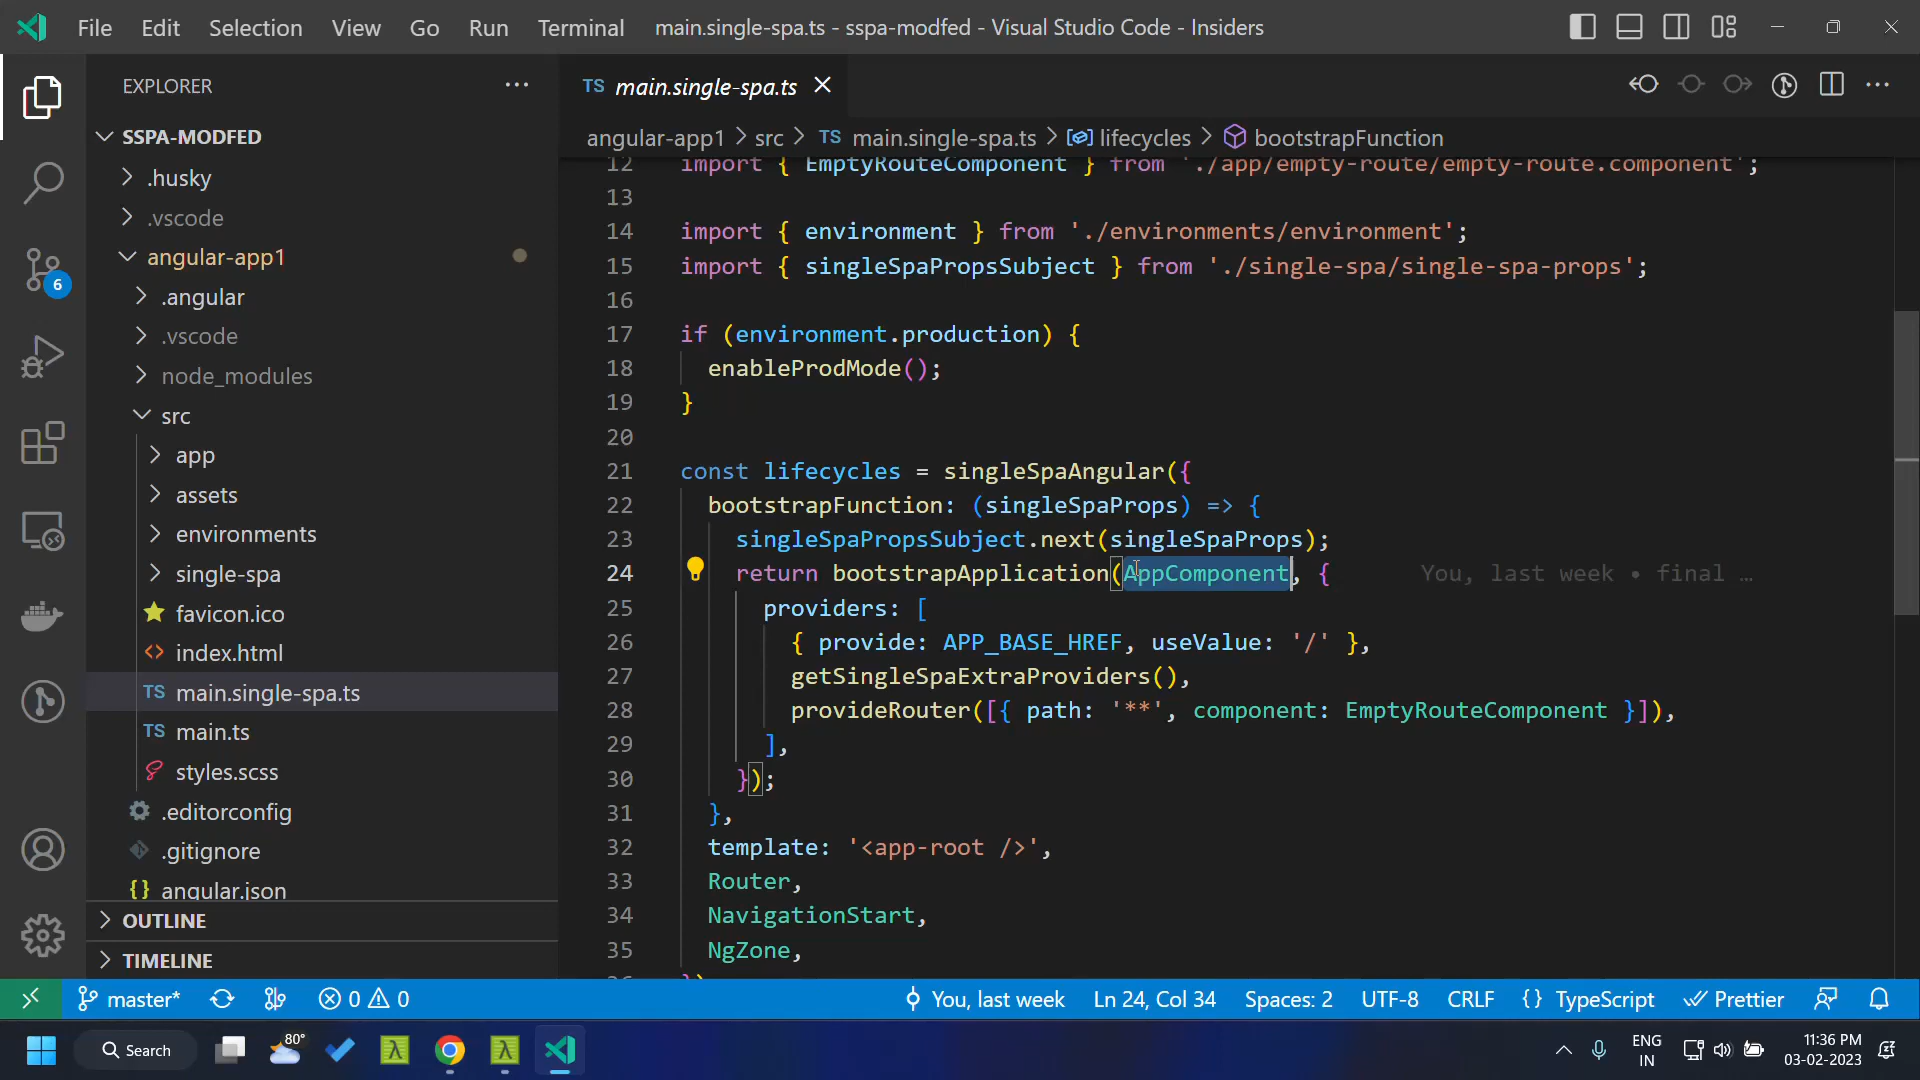 File Edit Selection View Go Run Terminal main.single-spa.ts - sspa-modfed - Visual Studio Code - Insiders
EXPLORER
SSPA-MODFED
.husky
.vscode
angular-app1
.angular
.vscode
node_modules
src
app
assets
environments
single-spa
favicon.ico
index.html
TS main.single-spa.ts
TS main.ts
styles.scss
.editorconfig
.gitignore
{} angular.json
OUTLINE
TIMELINE
6
TS main.single-spa.ts
angular-app1 > src > TS main.single-spa.ts > lifecycles > bootstrapFunction
12 import { EmptyRouteComponent } from './app/empty-route/empty-route.component';
13
14 import { environment } from './environments/environment';
15 import { singleSpaPropsSubject } from './single-spa/single-spa-props';
16
17 if (environment.production) {
18 enableProdMode();
19 }
20
21 const lifecycles = singleSpaAngular({
22 bootstrapFunction: (singleSpaProps) => {
23 singleSpaPropsSubject.next(singleSpaProps);
24 return bootstrapApplication(AppComponent, { You, last week • final …
25 providers: [
26 { provide: APP_BASE_HREF, useValue: '/' },
27 getSingleSpaExtraProviders(),
28 provideRouter([{ path: '**', component: EmptyRouteComponent }]),
29 ],
30 });
31 },
32 template: '<app-root />',
33 Router,
34 NavigationStart,
35 NgZone,
master* 0 0 You, last week Ln 24, Col 34 Spaces: 2 UTF-8 CRLF {} TypeScript Prettier
Search 80° ENG IN 11:36 PM 03-02-2023